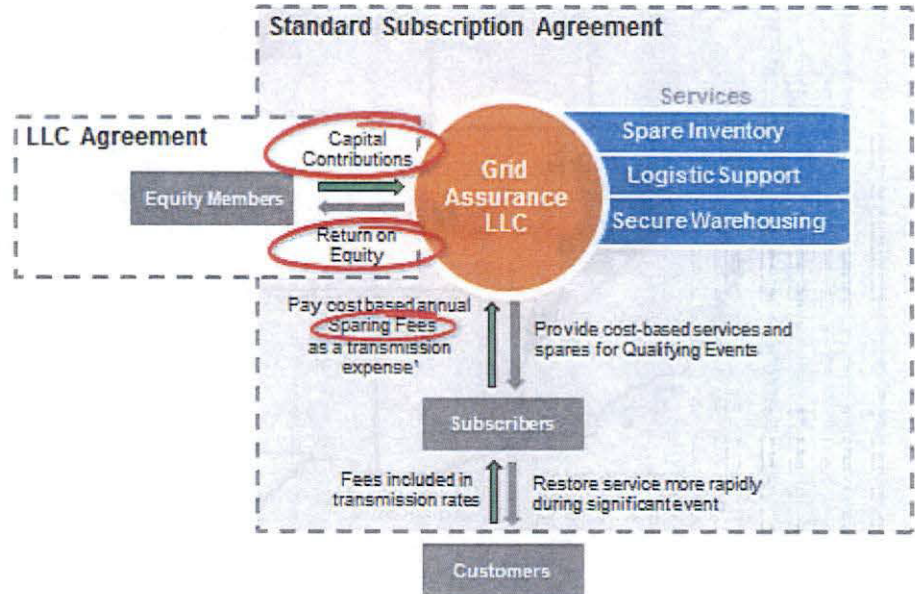 Standard Subscription Agreement
Services
Spare Inventory
Logistic Support
Secure Warehousing
LLC Agreement
Capital
Contributions
Equity Members
Return on
Equity
Grid
Assurance
LLC
Pay cost based annual
Sparing Fees
as a transmission
expense¹
Provide cost-based services and
spares for Qualifying Events
Subscribers
Fees included in
transmission rates
Restore service more rapidly
during significant event
Customers